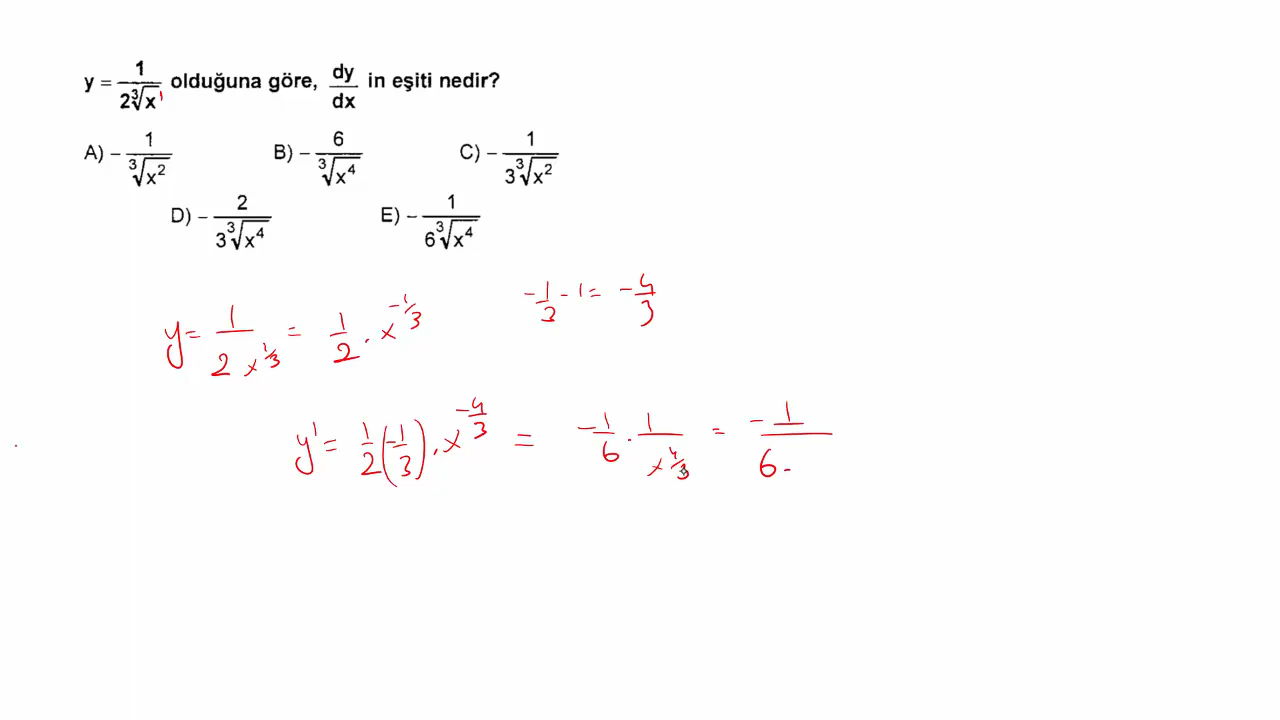 y = 1/(2∛x¹) olduğuna göre, dy/dx in eşiti nedir?
A) - 1/∛x² B) - 6/∛x⁴ C) - 1/(3∛x²)
D) - 2/(3∛x⁴) E) - 1/(6∛x⁴)
y = 1/(2x^(1/3)) = 1/2 . x^(-1/3) -1/3 - 1 = -4/3
y' = 1/2 (-1/3) . x^(-4/3) = -1/6 . 1/x^(4/3) = -1/(6.